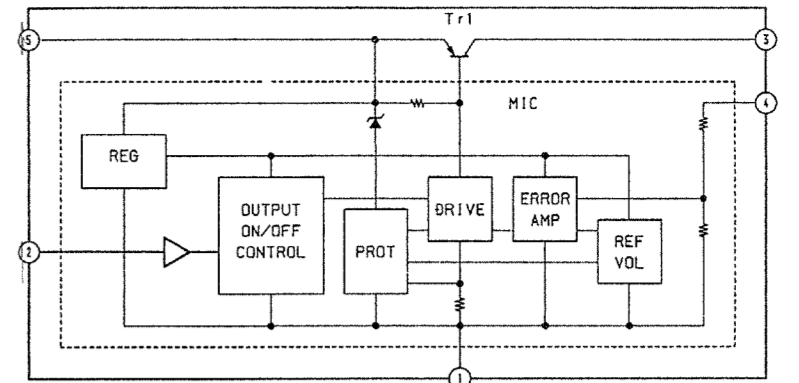 Tr1
5
3
MIC
4
REG
OUTPUT
ON/OFF
CONTROL
PROT
DRIVE
ERROR
AMP
REF
VOL
2
1